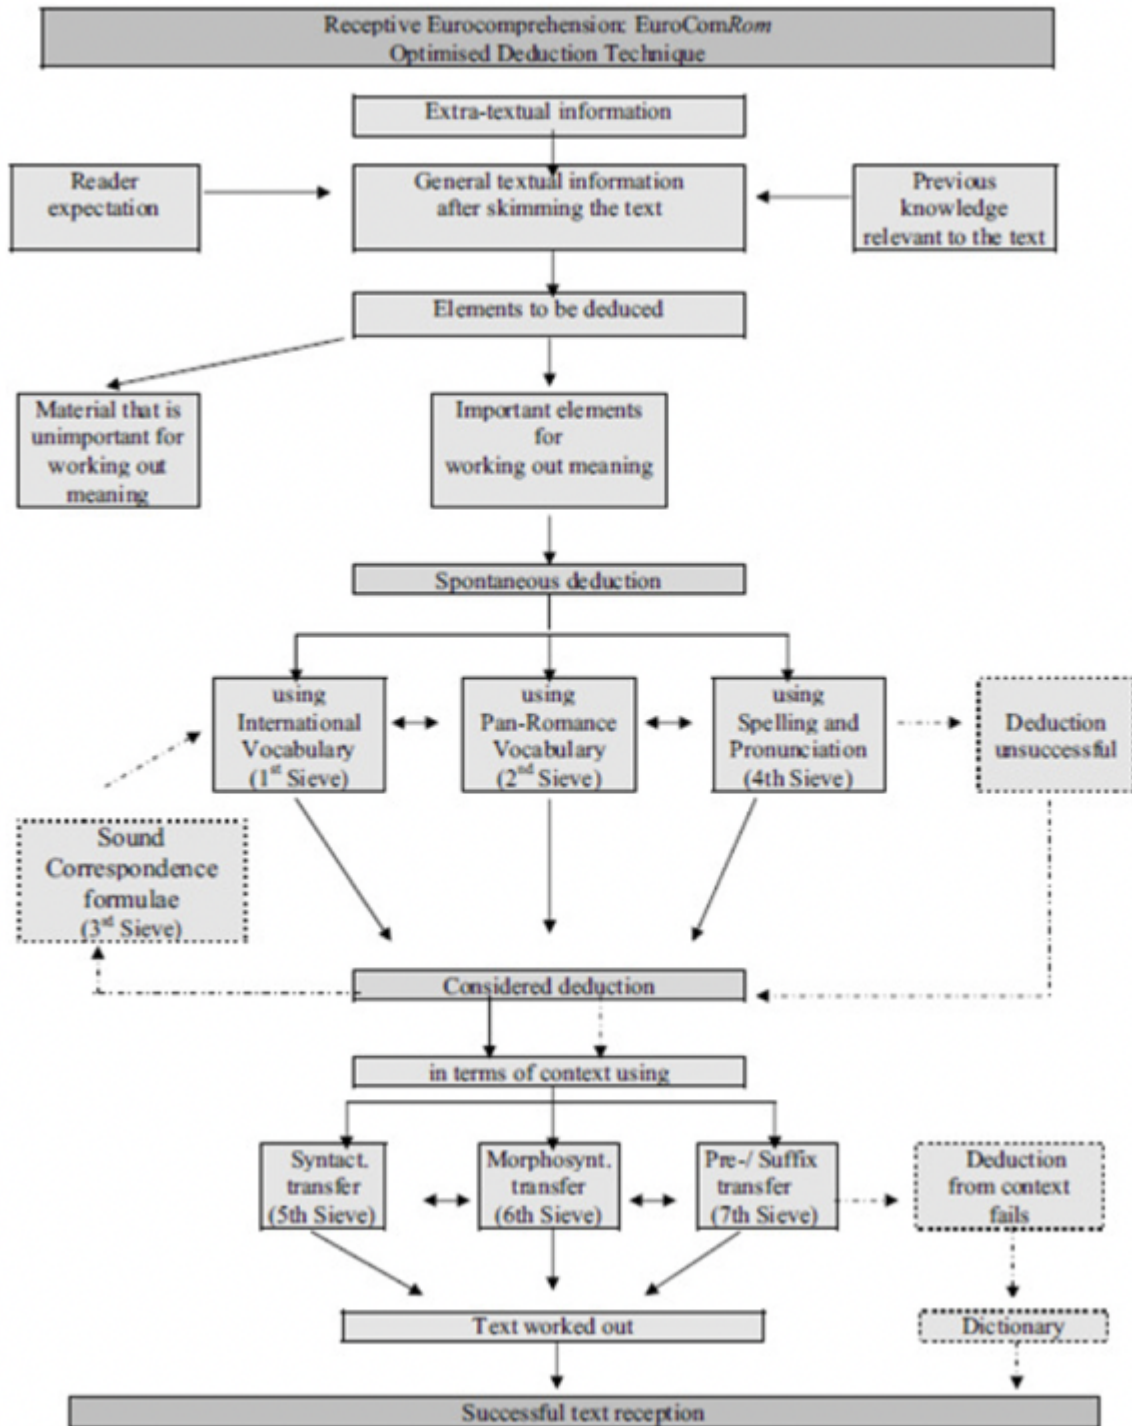 Receptive Eurocomprehension: EuroComRom
Optimised Deduction Technique
Extra-textual information
Reader
expectation
General textual information
after skimming the text
Previous
knowledge
relevant to the text
Elements to be deduced
Material that is
unimportant for
working out
meaning
Important elements
for
working out meaning
Spontaneous deduction
using
International
Vocabulary
(1st Sieve)
using
Pan-Romance
Vocabulary
(2nd Sieve)
using
Spelling and
Pronunciation
(4th Sieve)
Deduction
unsuccessful
Sound
Correspondence
formulae
(3rd Sieve)
Considered deduction
in terms of context using
Syntact.
transfer
(5th Sieve)
Morphosynt.
transfer
(6th Sieve)
Pre-/ Suffix
transfer
(7th Sieve)
Deduction
from context
fails
Text worked out
Dictionary
Successful text reception